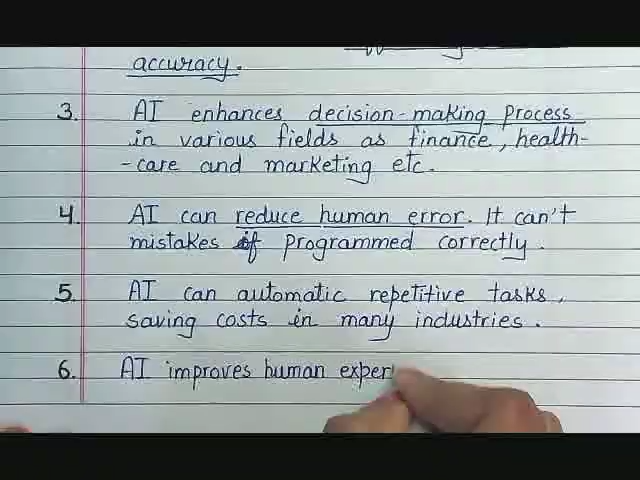 accuracy.
3. AI enhances decision-making process
in various fields as finance, health-
-care and marketing etc.
4. AI can reduce human error. It can't
mistakes if programmed correctly.
5. AI can automatic repetitive tasks,
saving costs in many industries.
6. AI improves human exper